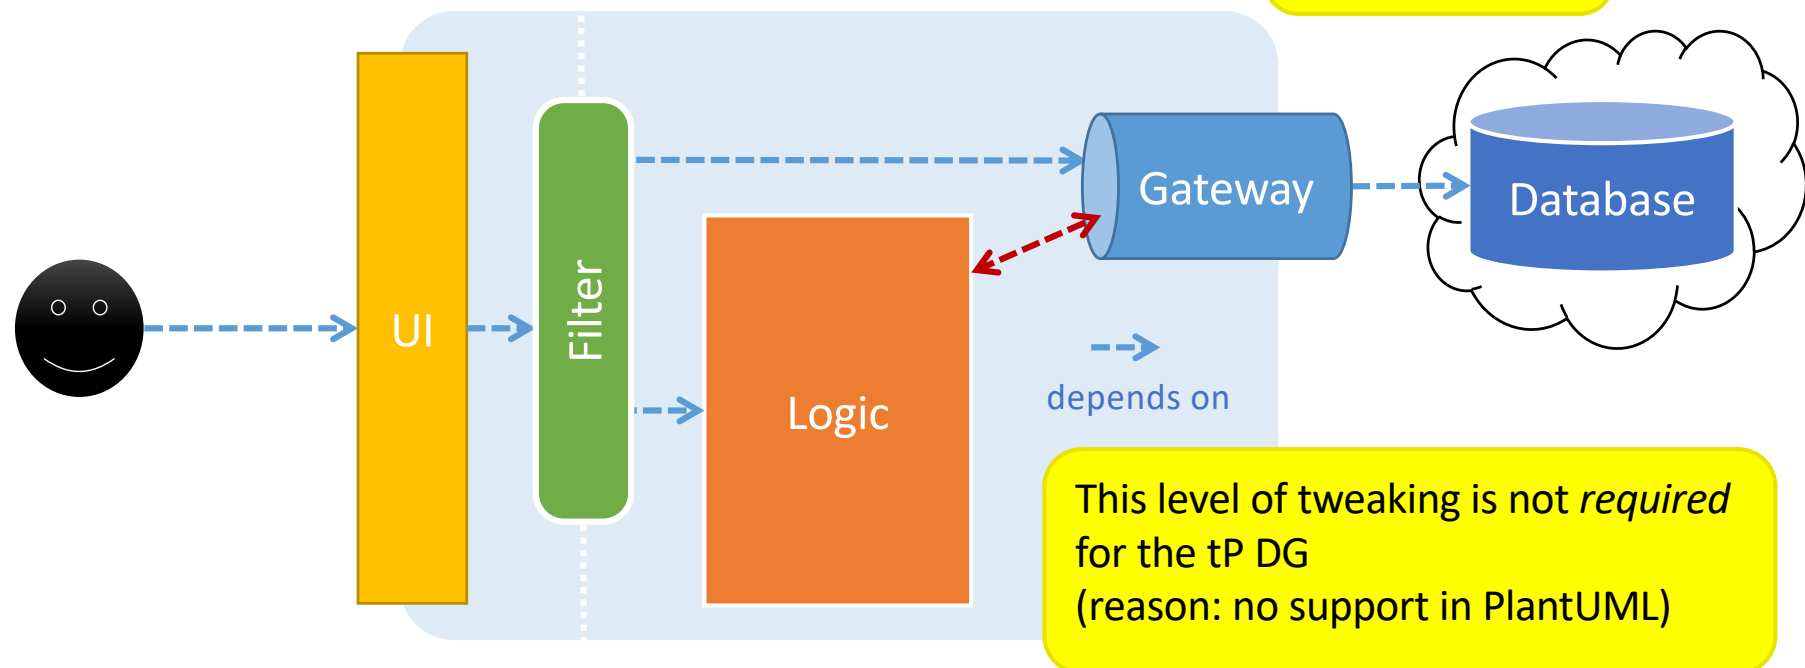 Gateway
Database
Filter
UI
Logic
depends on
This level of tweaking is not required
for the tP DG
(reason: no support in PlantUML)